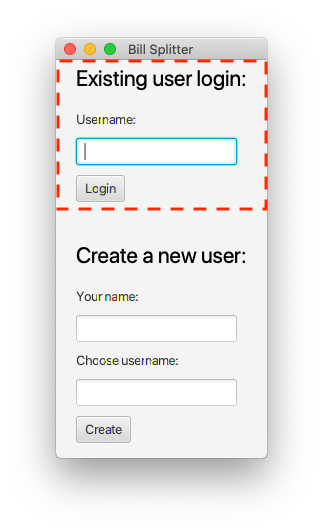 Bill Splitter
Existing user login:
Username:
Login
Create a new user:
Your name:
Choose username:
Create